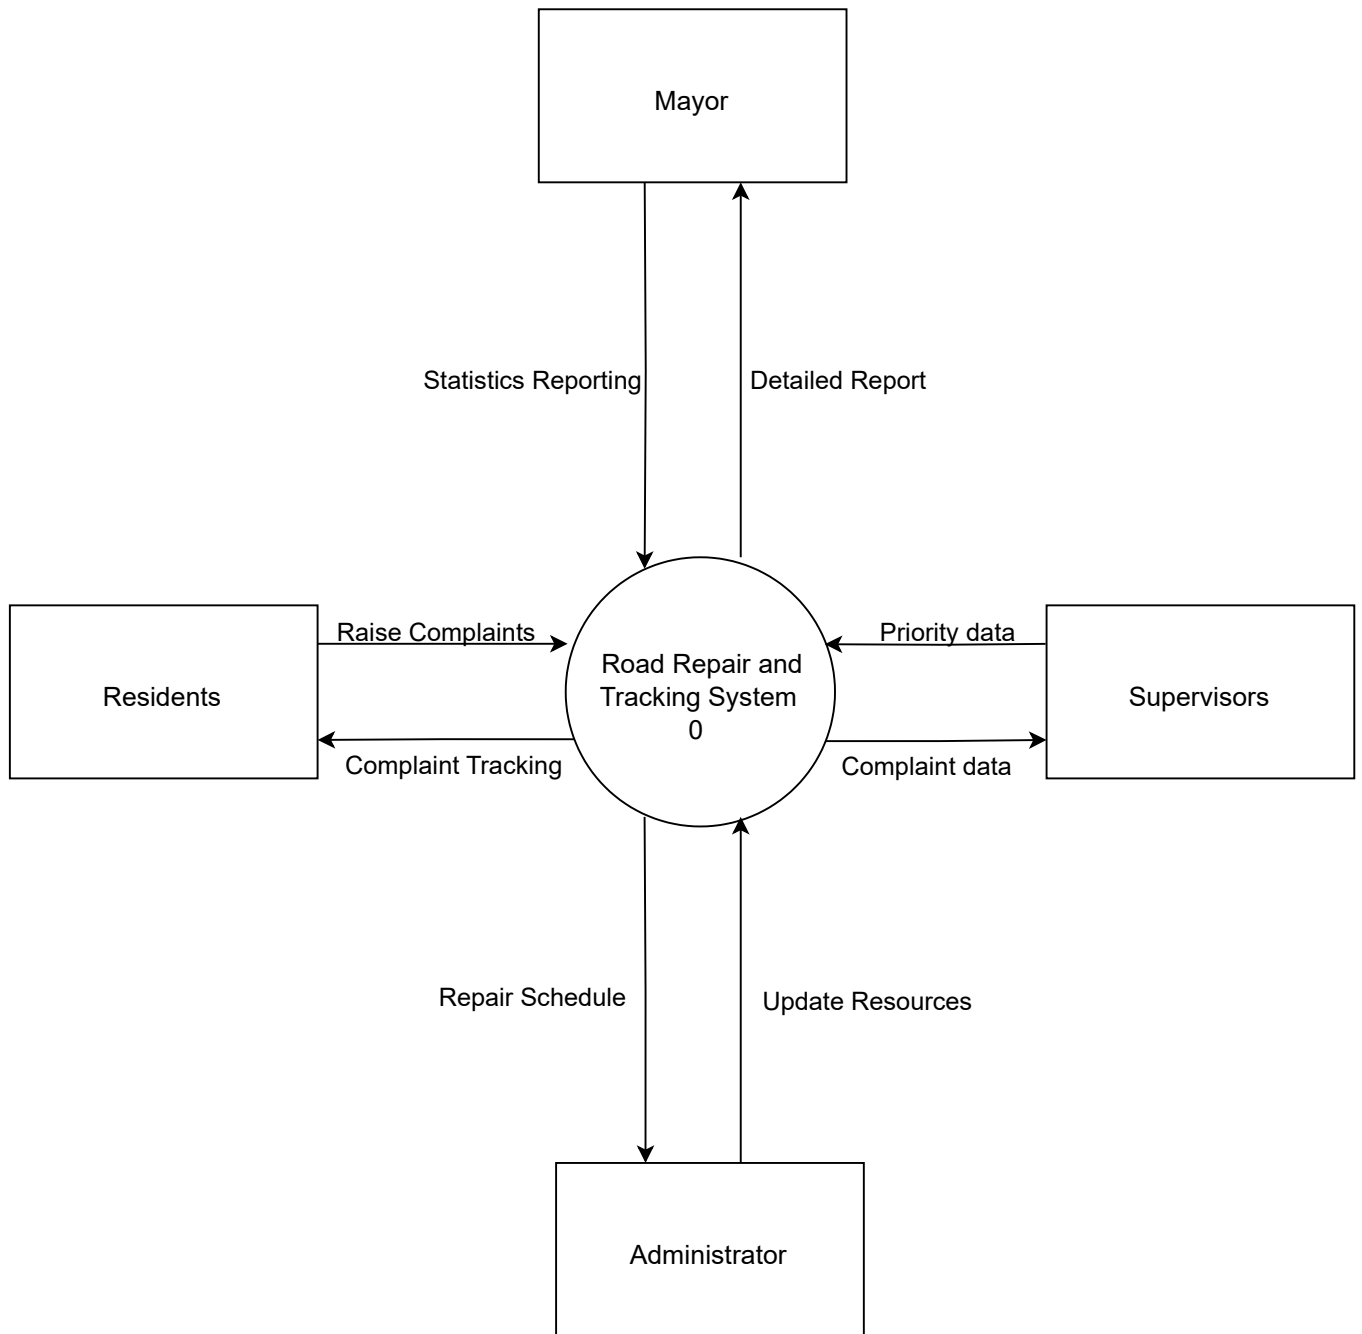 Mayor
Statistics Reporting
Detailed Report
Raise Complaints
Priority data
Residents
Road Repair and
Tracking System
0
Supervisors
Complaint Tracking
Complaint data
Repair Schedule
Update Resources
Administrator